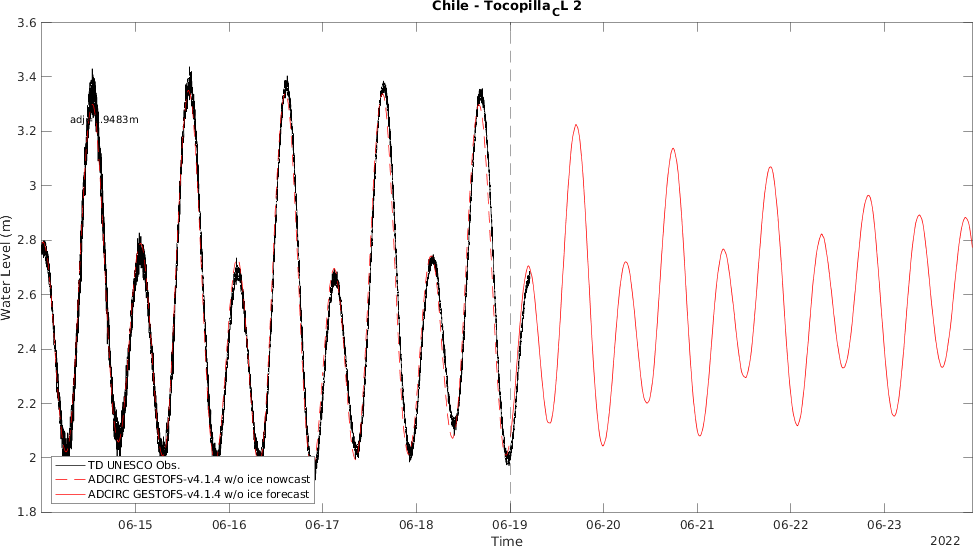 Chile - Tocopilla_CL 2
3.6
3.4
3.2
3
2.8
2.6
2.4
2.2
2
1.8
Water Level (m)
adj
.9483m
TD UNESCO Obs.
ADCIRC GESTOFS-v4.1.4 w/o ice nowcast
ADCIRC GESTOFS-v4.1.4 w/o ice forecast
06-15 06-16 06-17 06-18 06-19 06-20 06-21 06-22 06-23
Time
2022